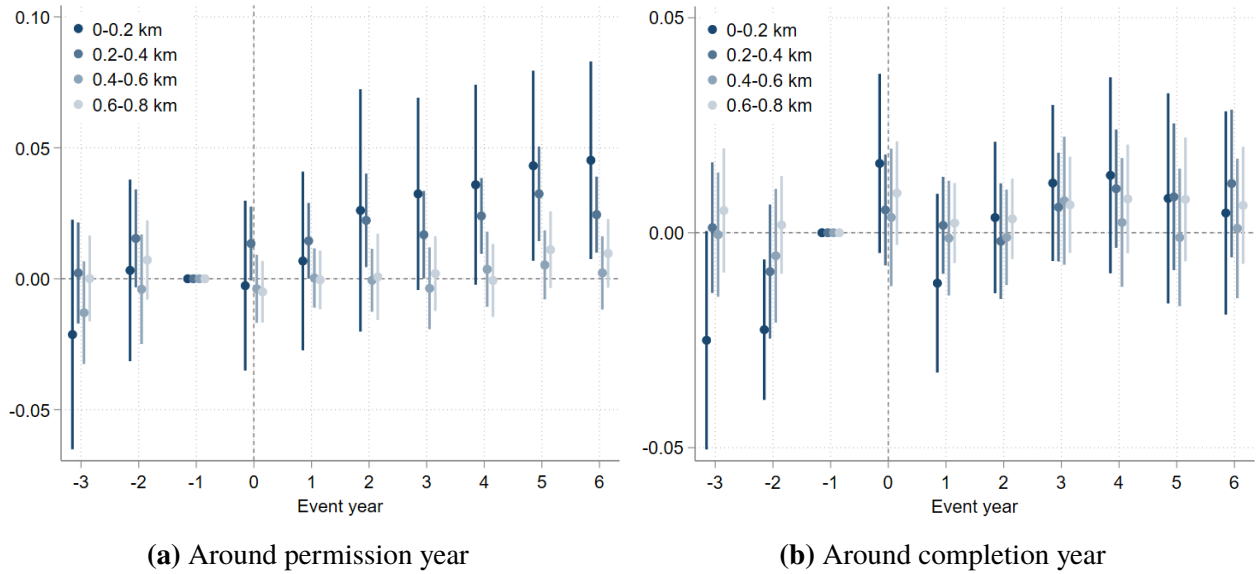 0.10
0.05
0.00
-0.05
0-0.2 km
0.2-0.4 km
0.4-0.6 km
0.6-0.8 km
-3 -2 -1 0 1 2 3 4 5 6
Event year
(a) Around permission year
0.05
0.00
-0.05
0-0.2 km
0.2-0.4 km
0.4-0.6 km
0.6-0.8 km
-3 -2 -1 0 1 2 3 4 5 6
Event year
(b) Around completion year